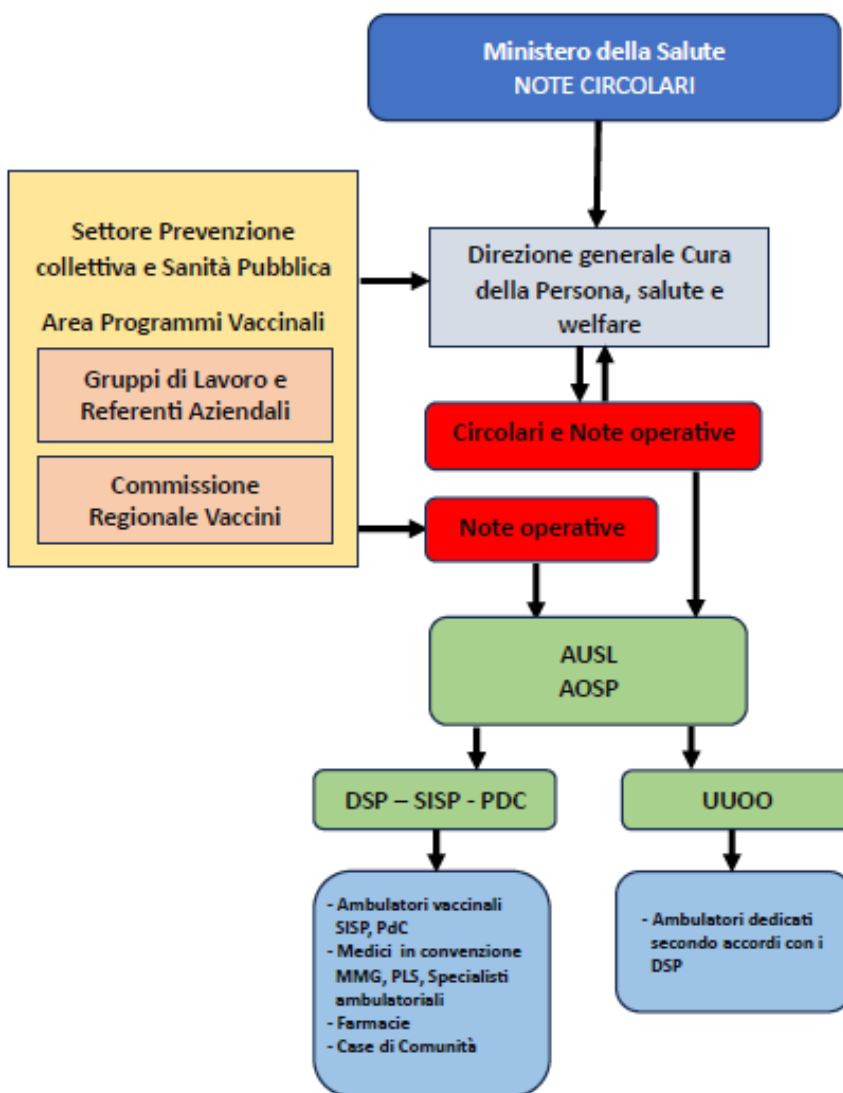 Ministero della Salute
NOTE CIRCOLARI
Settore Prevenzione
collettiva e Sanità Pubblica
Area Programmi Vaccinali
Gruppi di Lavoro e
Referenti Aziendali
Commissione
Regionale Vaccini
Direzione generale Cura
della Persona, salute e
welfare
Circolari e Note operative
Note operative
AUSL
AOSP
DSP – SISP - PDC
UUOO
- Ambulatori vaccinali
SISP, PdC
- Medici in convenzione
MMG, PLS, Specialisti
ambulatoriali
- Farmacie
- Case di Comunità
- Ambulatori dedicati
secondo accordi con i
DSP